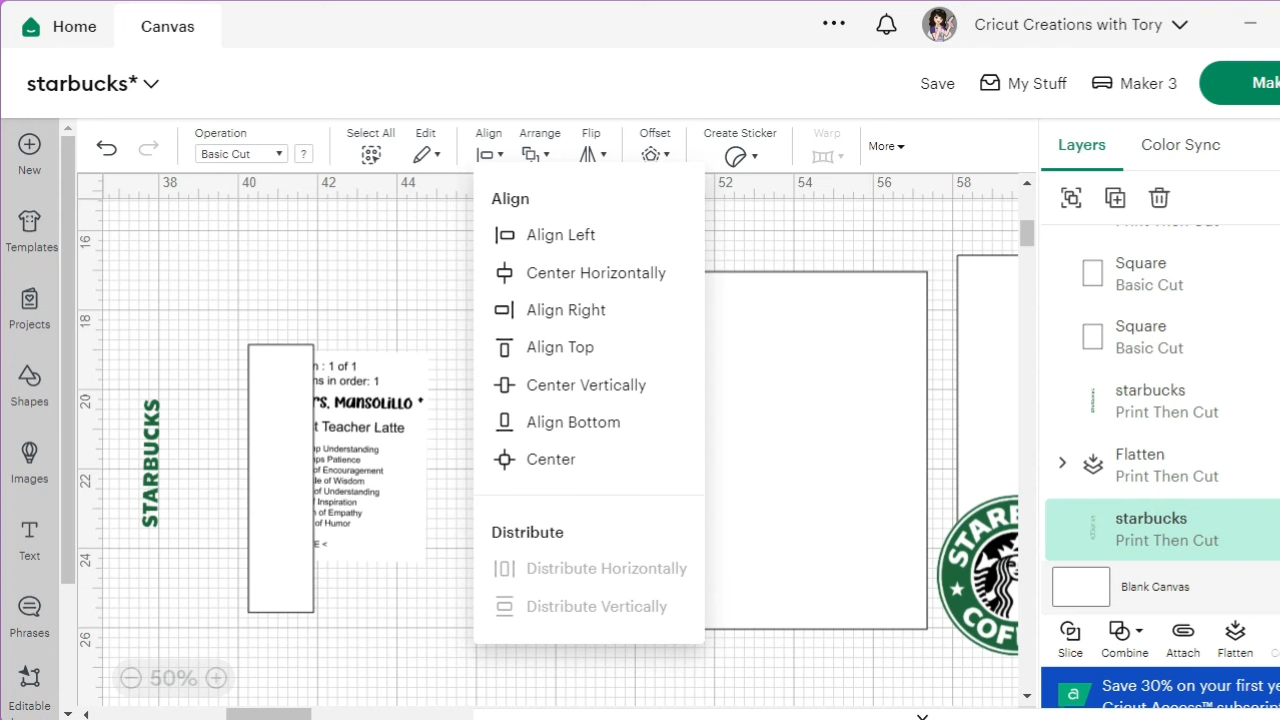 Home
Canvas
Cricut Creations with Tory
starbucks*
Save
My Stuff
Maker 3
Operation
Basic Cut
?
Select All
Edit
Align
Arrange
Flip
Offset
Create Sticker
Warp
More
Layers
Color Sync
38
40
42
44
52
54
56
58
16
18
20
22
24
26
New
Templates
Projects
Shapes
Images
Text
Phrases
Editable
Align
Align Left
Center Horizontally
Align Right
Align Top
Center Vertically
Align Bottom
Center
Distribute
Distribute Horizontally
Distribute Vertically
STARBUCKS
: 1 of 1
in order: 1
Mansolillo *
Teacher Latte
Understanding
Patience
of Encouragement
of Wisdom
of Understanding
Inspiration
of Empathy
of Humor
E <
50%
Square
Basic Cut
Square
Basic Cut
starbucks
Print Then Cut
Flatten
Print Then Cut
starbucks
Print Then Cut
Blank Canvas
Slice
Combine
Attach
Flatten
a
Save 30% on your first
Cricut Access™